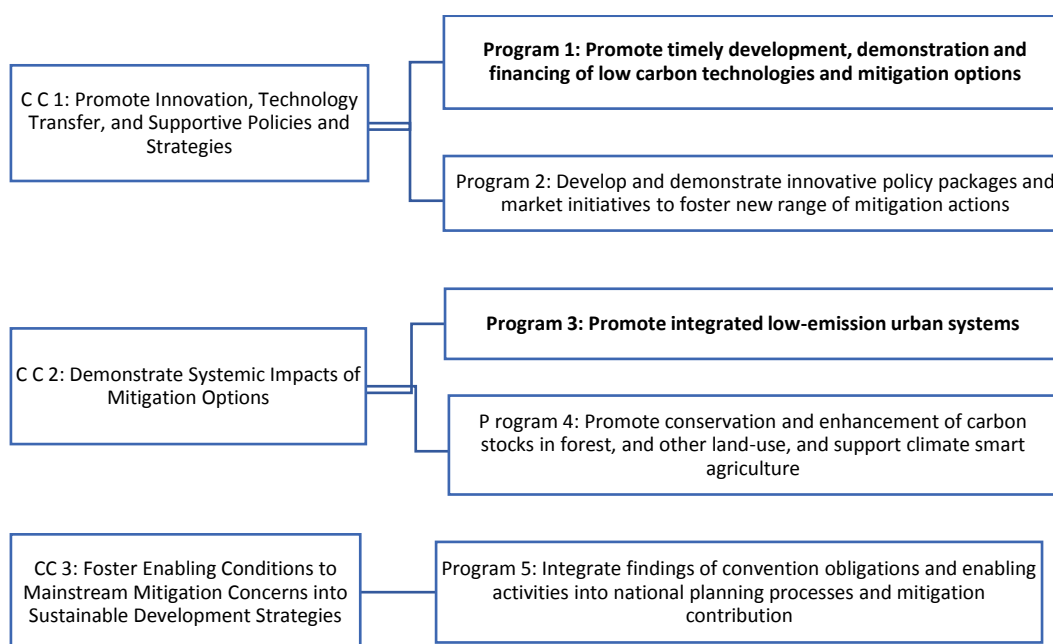 C C 1: Promote Innovation, Technology
Transfer, and Supportive Policies and
Strategies
Program 1: Promote timely development, demonstration and
financing of low carbon technologies and mitigation options
Program 2: Develop and demonstrate innovative policy packages and
market initiatives to foster new range of mitigation actions
C C 2: Demonstrate Systemic Impacts of
Mitigation Options
Program 3: Promote integrated low-emission urban systems
P rogram 4: Promote conservation and enhancement of carbon
stocks in forest, and other land-use, and support climate smart
agriculture
CC 3: Foster Enabling Conditions to
Mainstream Mitigation Concerns into
Sustainable Development Strategies
Program 5: Integrate findings of convention obligations and enabling
activities into national planning processes and mitigation
contribution